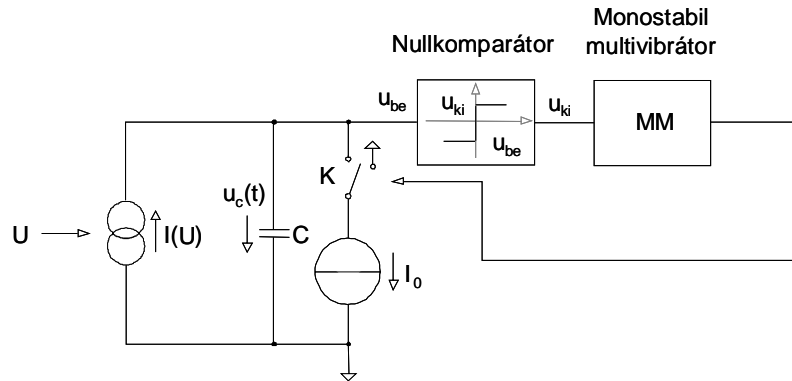 Nullkomparátor
Monostabil
multivibrátor
u_be
u_ki
u_be
u_ki
MM
K
u_c(t)
U
I(U)
C
I_0